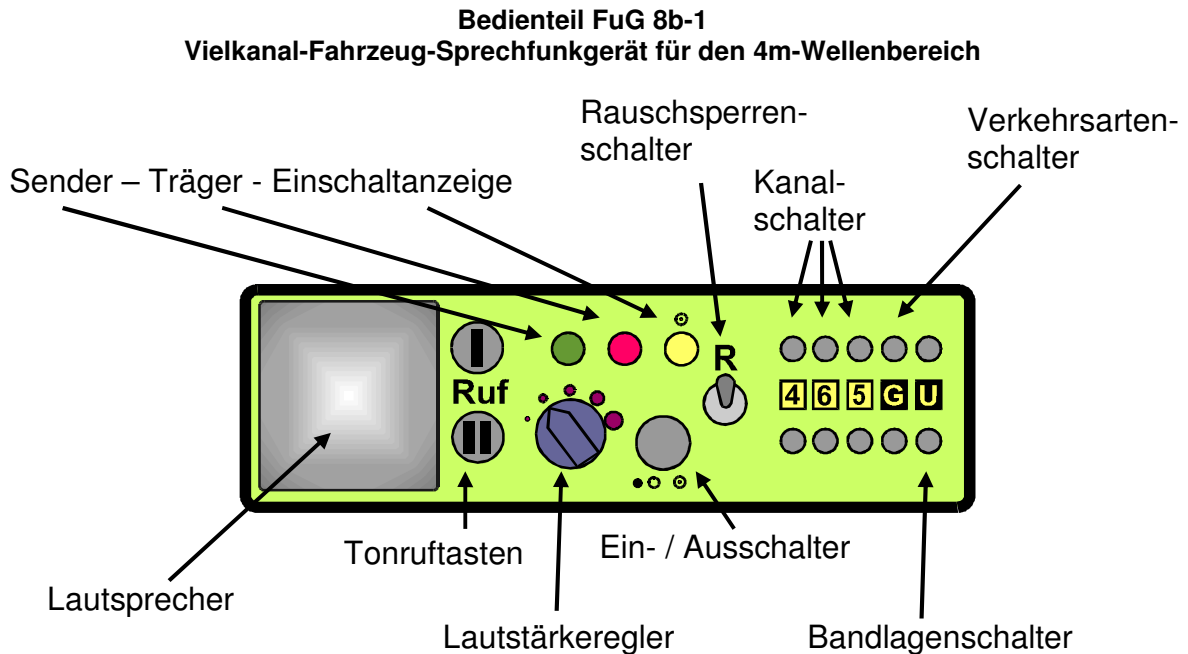 Bedienteil FuG 8b-1
Vielkanal-Fahrzeug-Sprechfunkgerät für den 4m-Wellenbereich
Rauschsperren-
schalter
Verkehrsarten-
schalter
Sender – Träger - Einschaltanzeige
Kanal-
schalter
I
R
Ruf
4 6 5 G U
II
Tonruftasten
Ein- / Ausschalter
Lautsprecher
Lautstärkeregler
Bandlagenschalter